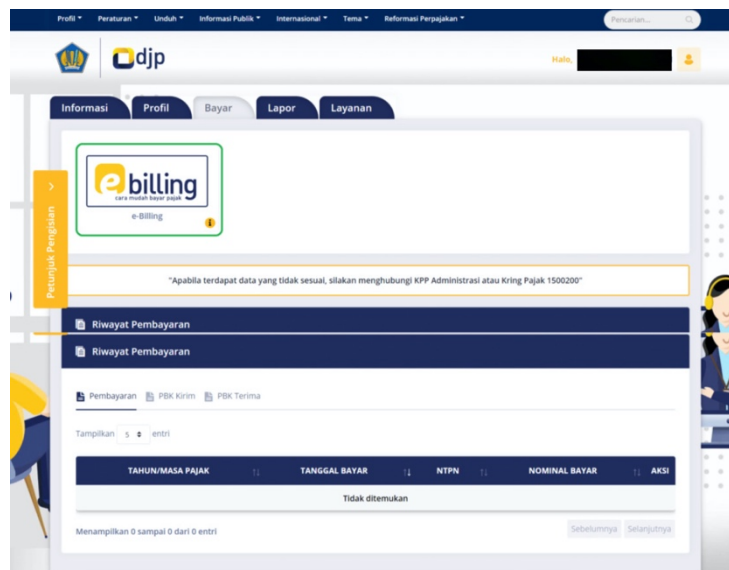 Profil Peraturan Unduh Informasi Publik Internasional Tema Reformasi Perpajakan Pencarian...
djp
Halo,
Informasi Profil Bayar Lapor Layanan
e billing
cara mudah bayar pajak
e-Billing
Petunjuk Pengisian
"Apabila terdapat data yang tidak sesuai, silakan menghubungi KPP Administrasi atau Kring Pajak 1500200"
Riwayat Pembayaran
Riwayat Pembayaran
Pembayaran PBK Kirim PBK Terima
Tampilkan 5 entri
TAHUN/MASA PAJAK TANGGAL BAYAR NTPN NOMINAL BAYAR AKSI
Tidak ditemukan
Menampilkan 0 sampai 0 dari 0 entri
Sebelumnya Selanjutnya